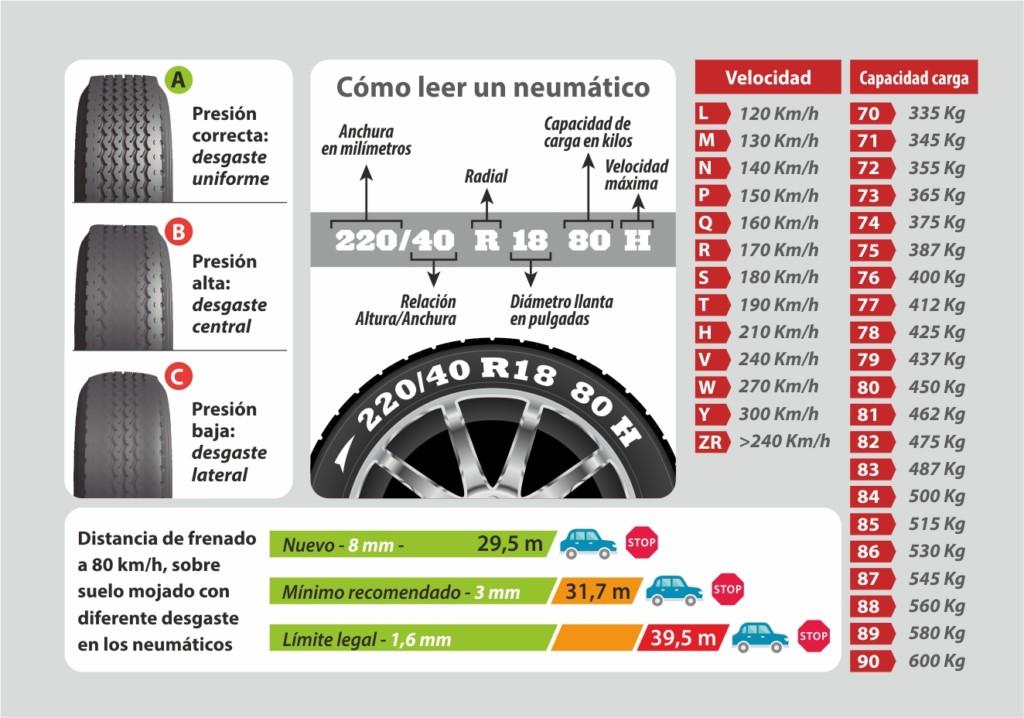 A
Presión
correcta:
desgaste
uniforme
B
Presión
alta:
desgaste
central
C
Presión
baja:
desgaste
lateral
Cómo leer un neumático
Anchura
en milímetros
Radial
Capacidad de
carga en kilos
Velocidad
máxima
220/40 R 18 80 H
Relación
Altura/Anchura
Diámetro llanta
en pulgadas
220/40 R18 80 H
Velocidad
L 120 Km/h
M 130 Km/h
N 140 Km/h
P 150 Km/h
Q 160 Km/h
R 170 Km/h
S 180 Km/h
T 190 Km/h
H 210 Km/h
V 240 Km/h
W 270 Km/h
Y 300 Km/h
ZR >240 Km/h
Capacidad carga
70 335 Kg
71 345 Kg
72 355 Kg
73 365 Kg
74 375 Kg
75 387 Kg
76 400 Kg
77 412 Kg
78 425 Kg
79 437 Kg
80 450 Kg
81 462 Kg
82 475 Kg
83 487 Kg
84 500 Kg
85 515 Kg
86 530 Kg
87 545 Kg
88 560 Kg
89 580 Kg
90 600 Kg
Distancia de frenado
a 80 km/h, sobre
suelo mojado con
diferente desgaste
en los neumáticos
Nuevo - 8 mm - 29,5 m STOP
Mínimo recomendado - 3 mm 31,7 m STOP
Límite legal - 1,6 mm 39,5 m STOP